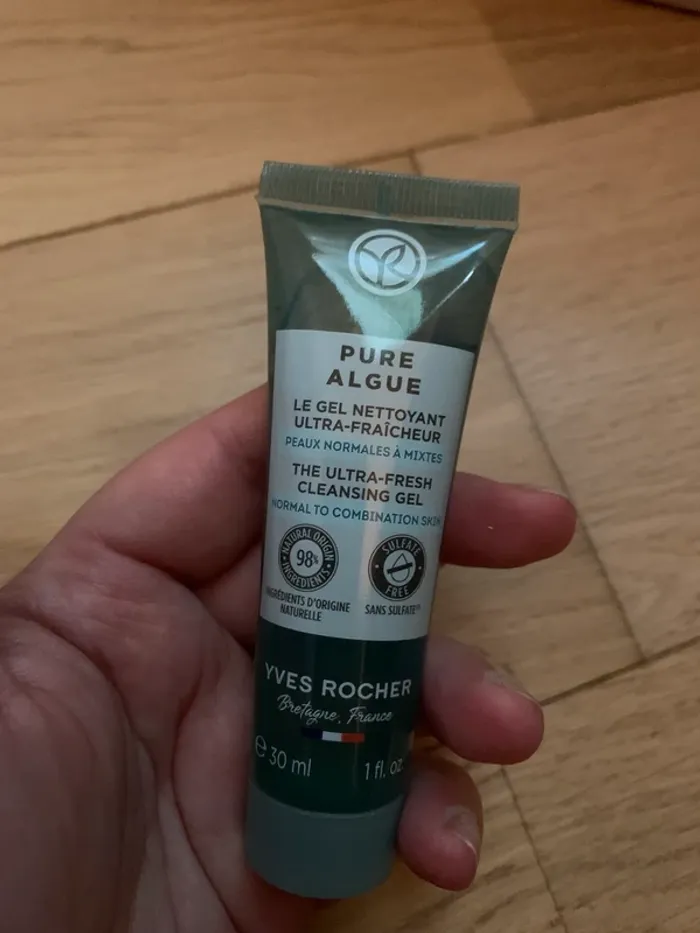 PURE
ALGUE
LE GEL NETTOYANT
ULTRA-FRAÎCHEUR
PEAUX NORMALES À MIXTES
THE ULTRA-FRESH
CLEANSING GEL
NORMAL TO COMBINATION SKIN
NATURAL ORIGIN
98%
INGREDIENTS
INGRÉDIENTS D'ORIGINE
NATURELLE
SULFATE
FREE
SANS SULFATE
YVES ROCHER
Bretagne, France
e 30 ml
1 fl. oz.